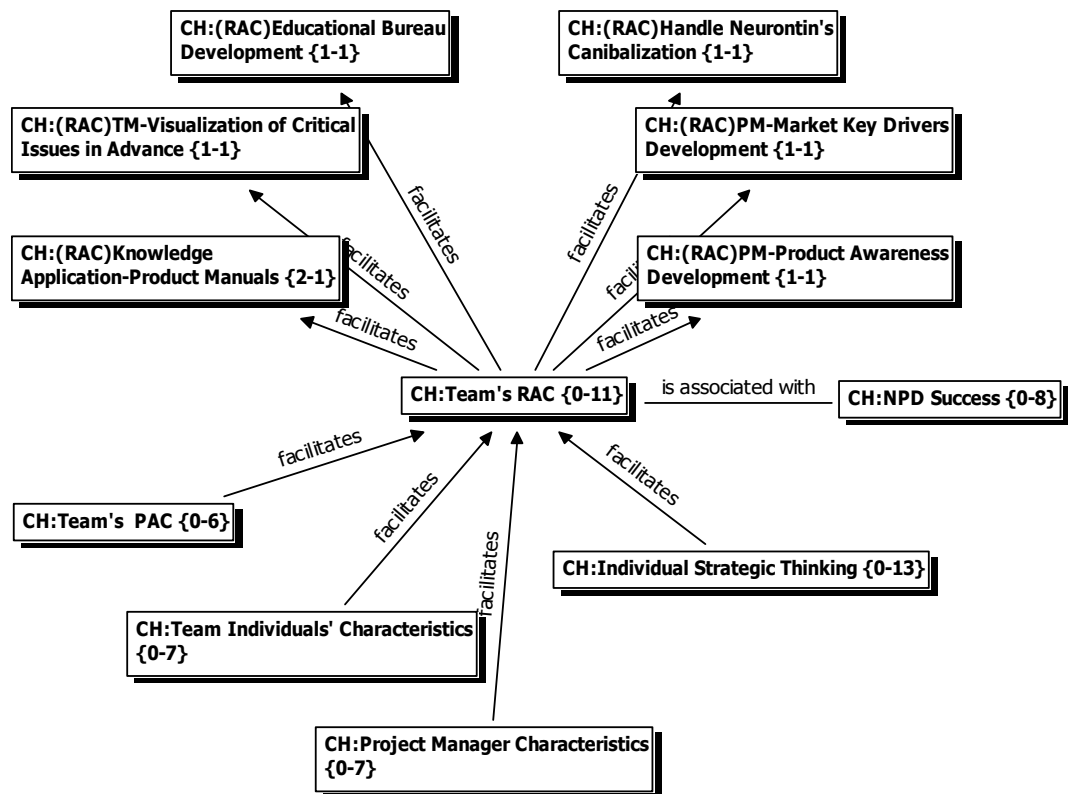 CH:(RAC)Educational Bureau
Development {1-1}
CH:(RAC)Handle Neurontin's
Canibalization {1-1}
CH:(RAC)TM-Visualization of Critical
Issues in Advance {1-1}
CH:(RAC)PM-Market Key Drivers
Development {1-1}
facilitates
facilitates
CH:(RAC)Knowledge
Application-Product Manuals {2-1}
facilitates
CH:(RAC)PM-Product Awareness
Development {1-1}
facilitates
facilitates
CH:Team's RAC {0-11}
is associated with
CH:NPD Success {0-8}
facilitates
facilitates
facilitates
facilitates
CH:Team's  PAC {0-6}
CH:Individual Strategic Thinking {0-13}
CH:Team Individuals' Characteristics
{0-7}
CH:Project Manager Characteristics
{0-7}